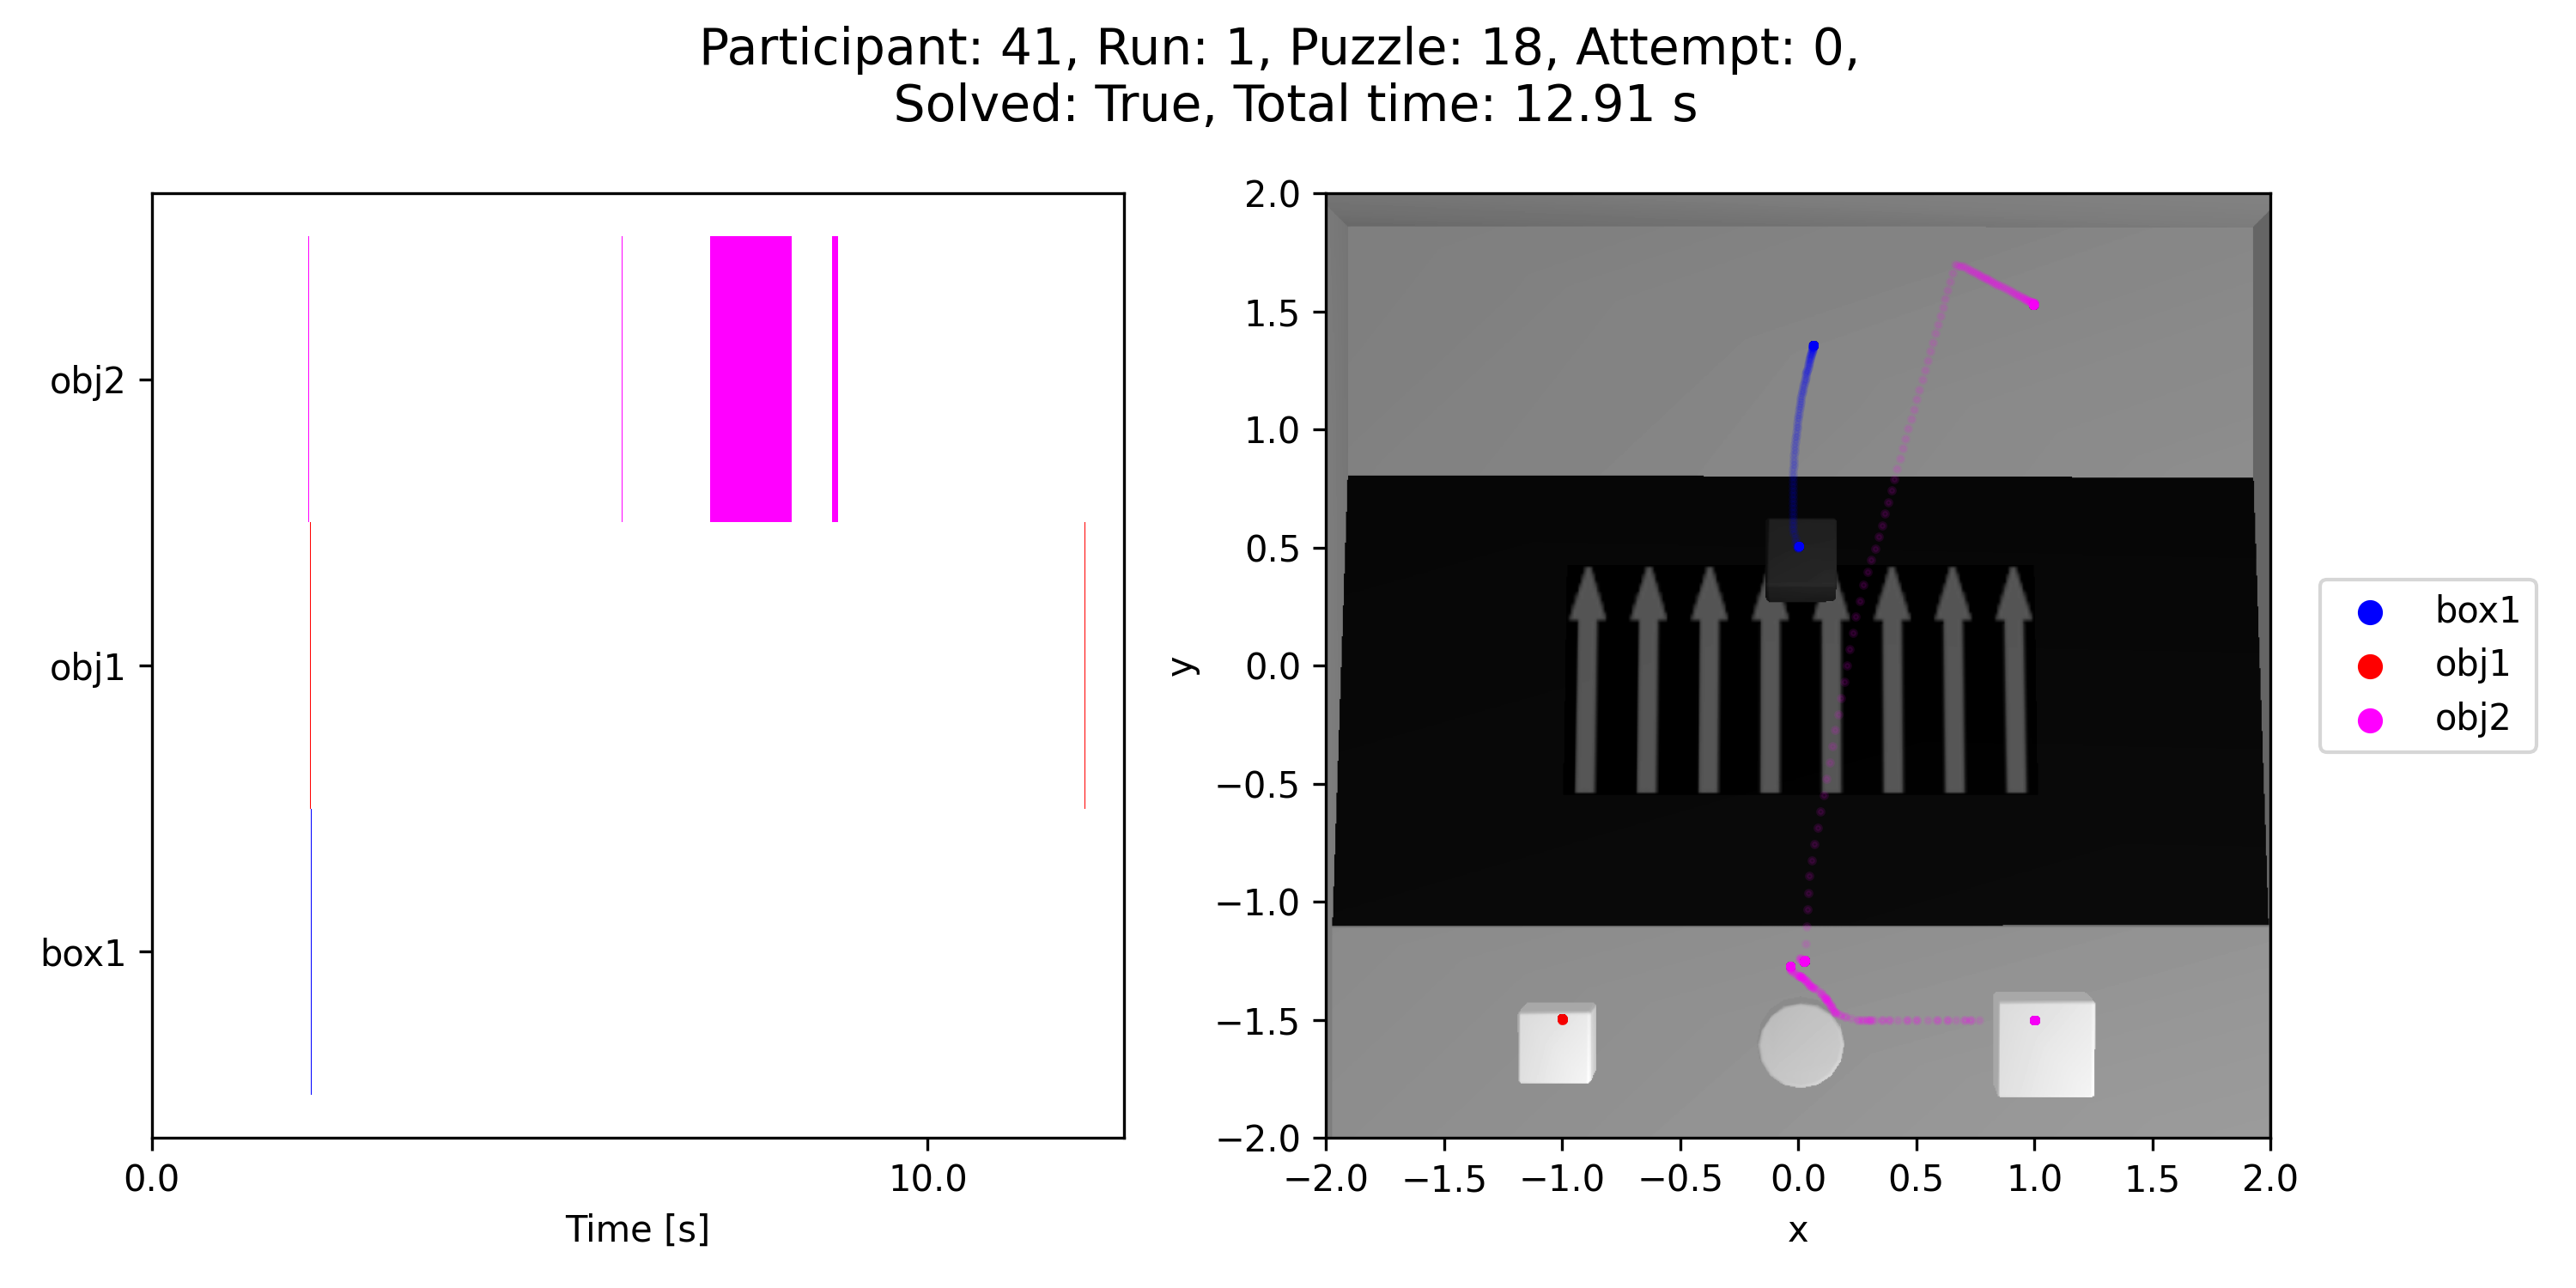 Participant: 41, Run: 1, Puzzle: 18, Attempt: 0,
Solved: True, Total time: 12.91 s
obj2
obj1
box1
0.0
10.0
Time [s]
2.0
1.5
1.0
0.5
0.0
−0.5
−1.0
−1.5
−2.0
y
−2.0 −1.5 −1.0 −0.5 0.0 0.5 1.0 1.5 2.0
x
box1
obj1
obj2